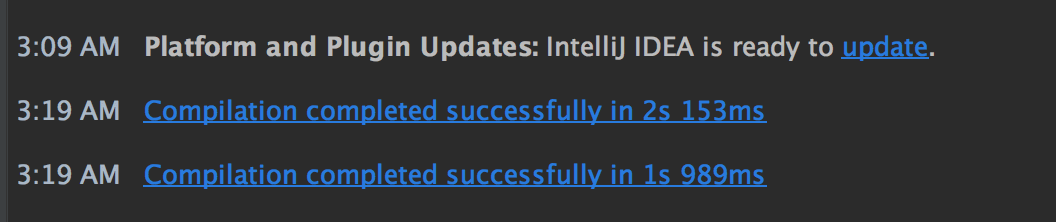 3:09 AM Platform and Plugin Updates: IntelliJ IDEA is ready to update.
3:19 AM Compilation completed successfully in 2s 153ms
3:19 AM Compilation completed successfully in 1s 989ms